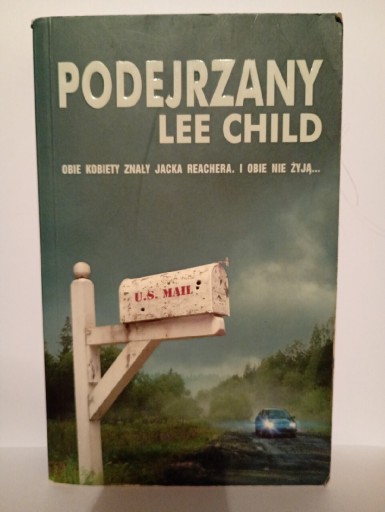 PODEJRZANY
LEE CHILD
OBIE KOBIETY ZNAŁY JACKA REACHERA. I OBIE NIE ŻYJĄ...
U.S. MAIL